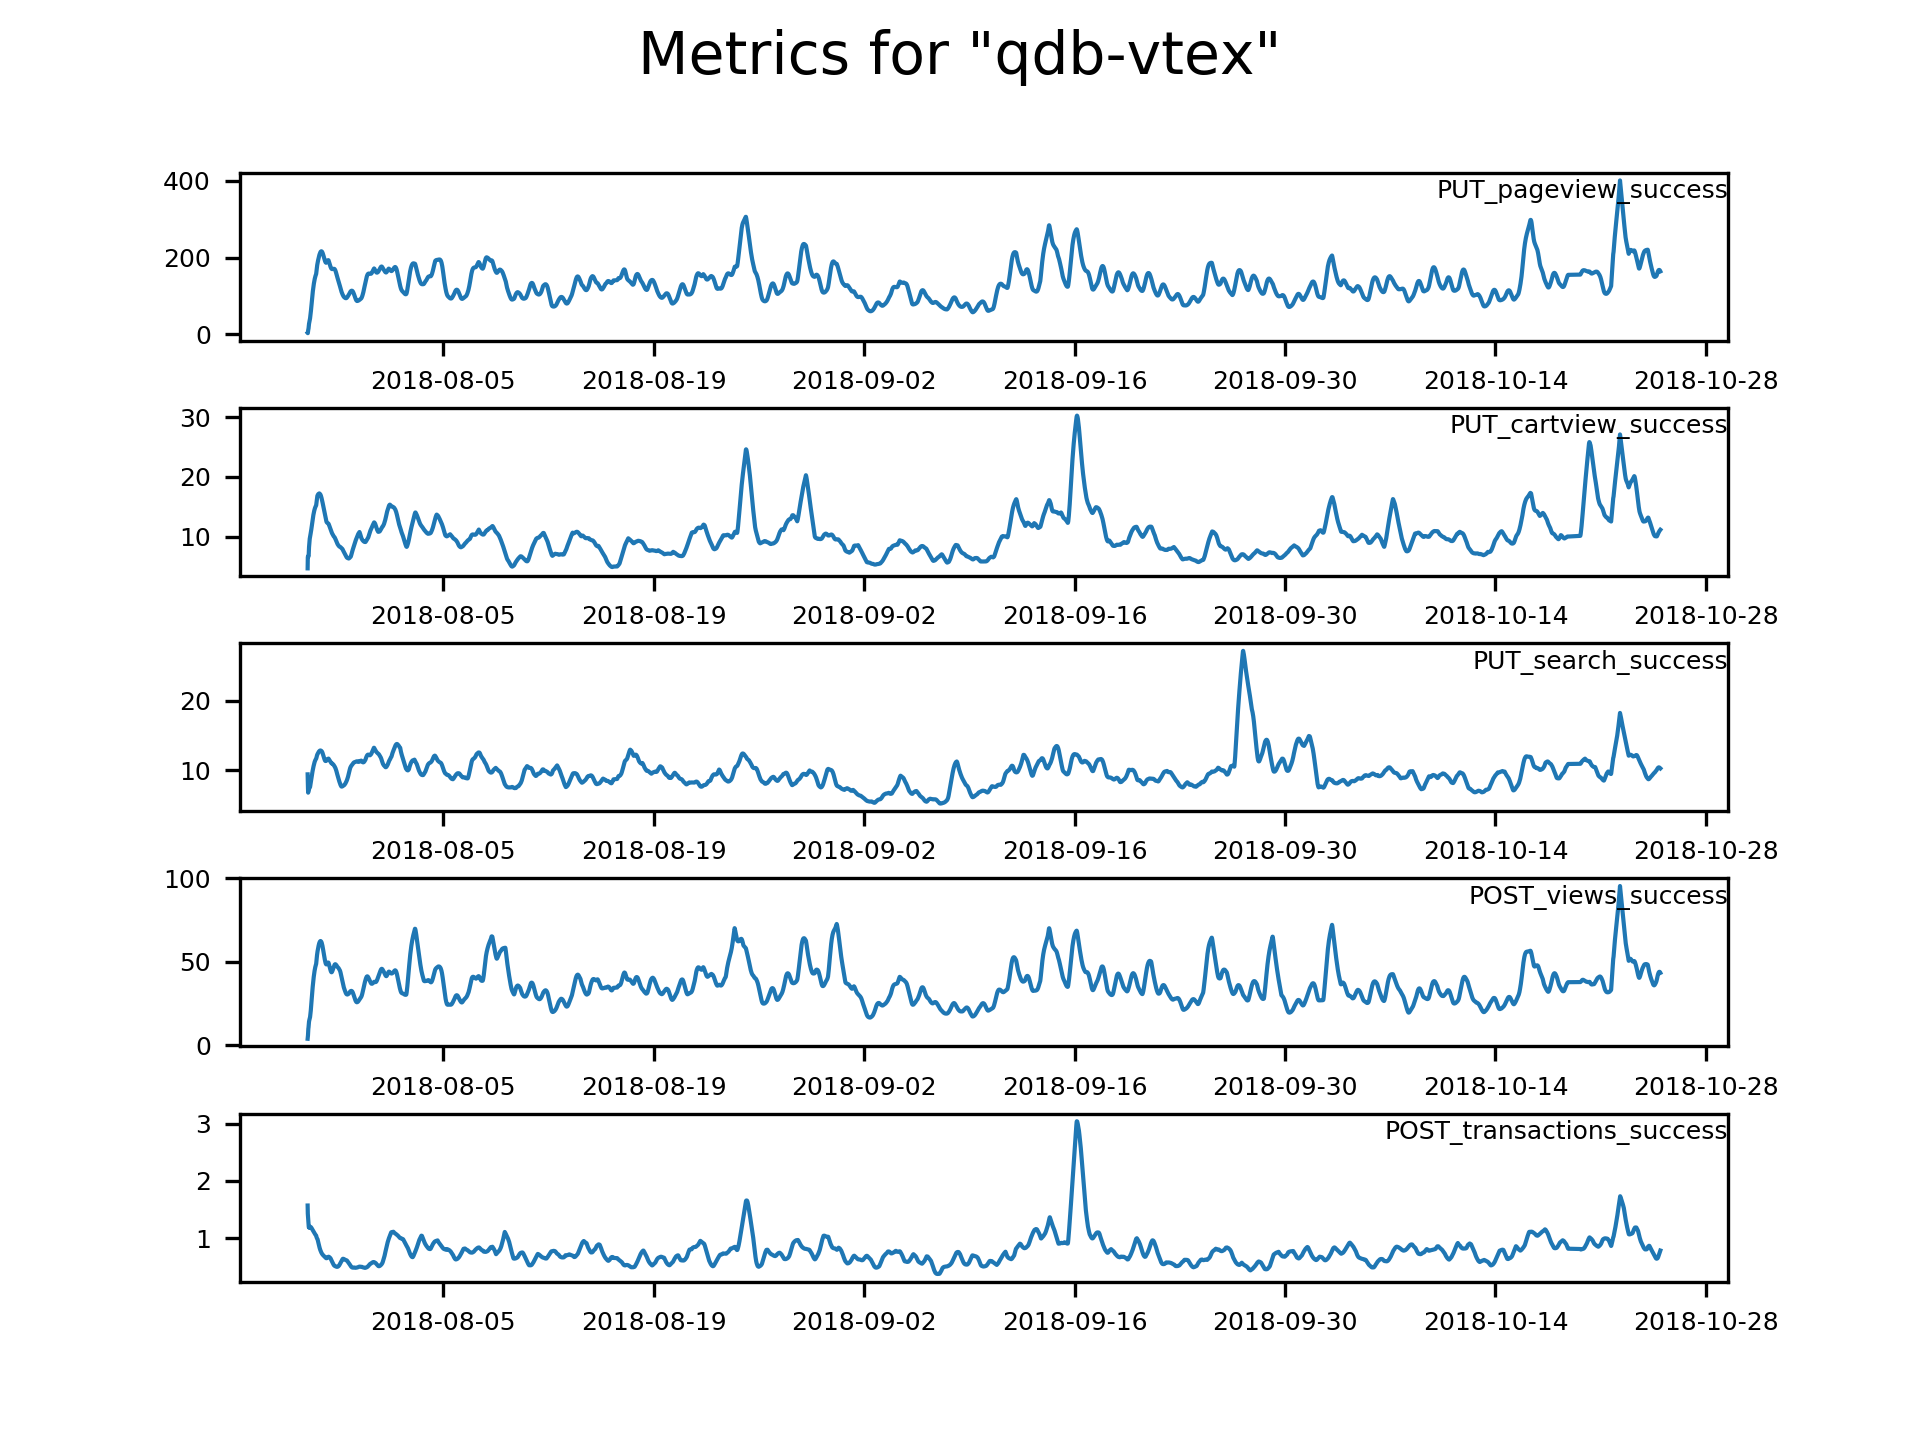 Metrics for "qdb-vtex"
400
PUT_pageview_success
200
0
2018-08-05 2018-08-19 2018-09-02 2018-09-16 2018-09-30 2018-10-14 2018-10-28
30
PUT_cartview_success
20
10
2018-08-05 2018-08-19 2018-09-02 2018-09-16 2018-09-30 2018-10-14 2018-10-28
PUT_search_success
20
10
2018-08-05 2018-08-19 2018-09-02 2018-09-16 2018-09-30 2018-10-14 2018-10-28
100
POST_views_success
50
0
2018-08-05 2018-08-19 2018-09-02 2018-09-16 2018-09-30 2018-10-14 2018-10-28
3
POST_transactions_success
2
1
2018-08-05 2018-08-19 2018-09-02 2018-09-16 2018-09-30 2018-10-14 2018-10-28